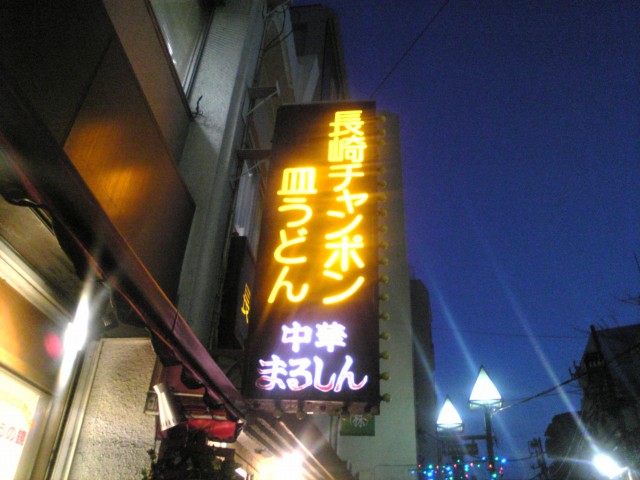 長崎チャンポン
皿うどん
中華
まるしん